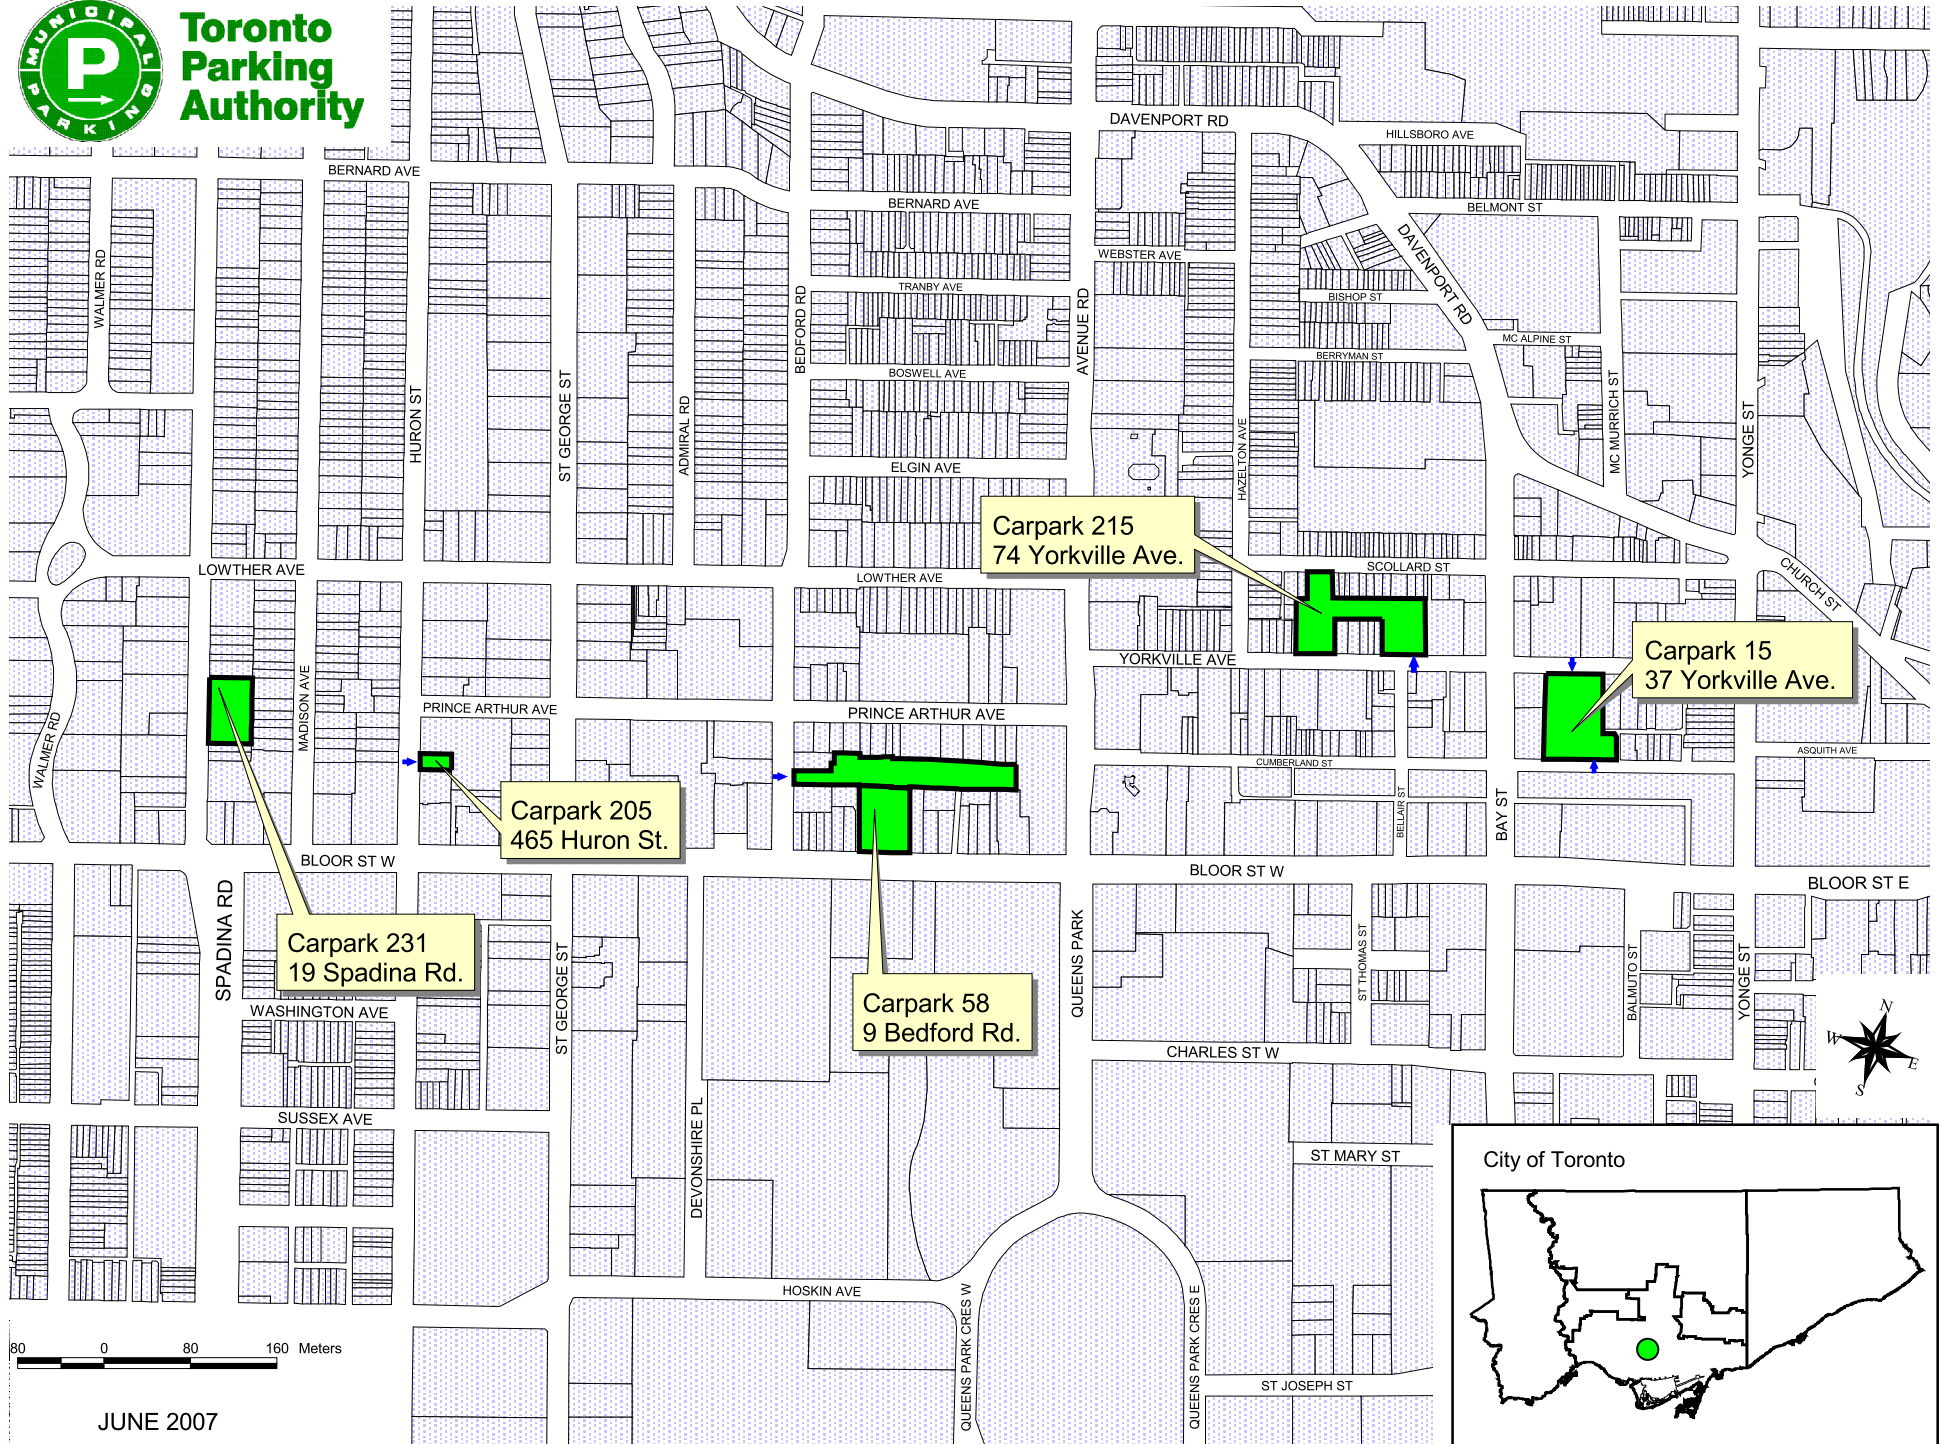 MUNICIPAL
P
PARKING
Toronto
Parking
Authority
DAVENPORT RD
HILLSBORO AVE
BERNARD AVE
BERNARD AVE
BELMONT ST
WALMER RD
WEBSTER AVE
DAVENPORT RD
TRANBY AVE
BISHOP ST
BEDFORD RD
AVENUE RD
MC ALPINE ST
BERRYMAN ST
BOSWELL AVE
HURON ST
ST GEORGE ST
ADMIRAL RD
HAZELTON AVE
MC MURRICH ST
YONGE ST
ELGIN AVE
Carpark 215
74 Yorkville Ave.
LOWTHER AVE
LOWTHER AVE
SCOLLARD ST
CHURCH ST
Carpark 15
37 Yorkville Ave.
YORKVILLE AVE
MADISON AVE
WALMER RD
PRINCE ARTHUR AVE
PRINCE ARTHUR AVE
CUMBERLAND ST
ASQUITH AVE
Carpark 205
465 Huron St.
BELLAIR ST
BAY ST
BLOOR ST W
BLOOR ST W
BLOOR ST E
SPADINA RD
Carpark 231
19 Spadina Rd.
ST GEORGE ST
QUEENS PARK
ST THOMAS ST
BALMUTO ST
YONGE ST
Carpark 58
9 Bedford Rd.
WASHINGTON AVE
N
W
E
S
CHARLES ST W
SUSSEX AVE
DEVONSHIRE PL
ST MARY ST
City of Toronto
HOSKIN AVE
QUEENS PARK CRES W
QUEENS PARK CRES E
80 0 80 160 Meters
ST JOSEPH ST
JUNE 2007